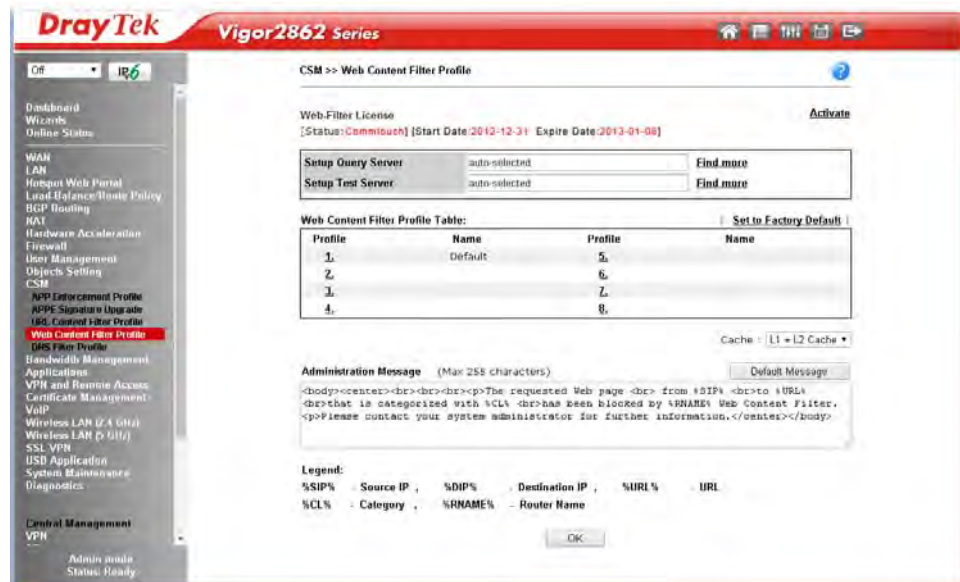 DrayTek
Vigor2862 Series
Off IPv6
Dashboard
Wizards
Online Status
WAN
LAN
Hotspot Web Portal
Load-Balance/Route Policy
BGP Routing
NAT
Hardware Acceleration
Firewall
User Management
Objects Setting
CSM
APP Enforcement Profile
APPE Signature Upgrade
URL Content Filter Profile
Web Content Filter Profile
DNS Filter Profile
Bandwidth Management
Applications
VPN and Remote Access
Certificate Management
VoIP
Wireless LAN (2.4 GHz)
Wireless LAN (5 GHz)
SSL VPN
USB Application
System Maintenance
Diagnostics
Central Management
VPN
Admin mode
Status: Ready
CSM >> Web Content Filter Profile
?
Web-Filter License
Activate
[Status:Commtouch] [Start Date:2012-12-31 Expire Date:2013-01-08]
Setup Query Server auto-selected Find more
Setup Test Server auto-selected Find more
Web Content Filter Profile Table: | Set to Factory Default |
Profile Name Profile Name
1. Default 5.
2. 6.
3. 7.
4. 8.
Cache : L1 + L2 Cache
Administration Message (Max 255 characters) Default Message
<body><center><br><br><br><p>The requested Web page <br> from %SIP% <br>to %URL%
<br>that is categorized with %CL% <br>has been blocked by %RNAME% Web Content Filter.
<p>Please contact your system administrator for further information.</center></body>
Legend:
%SIP% - Source IP , %DIP% - Destination IP , %URL% - URL
%CL% - Category , %RNAME% - Router Name
OK